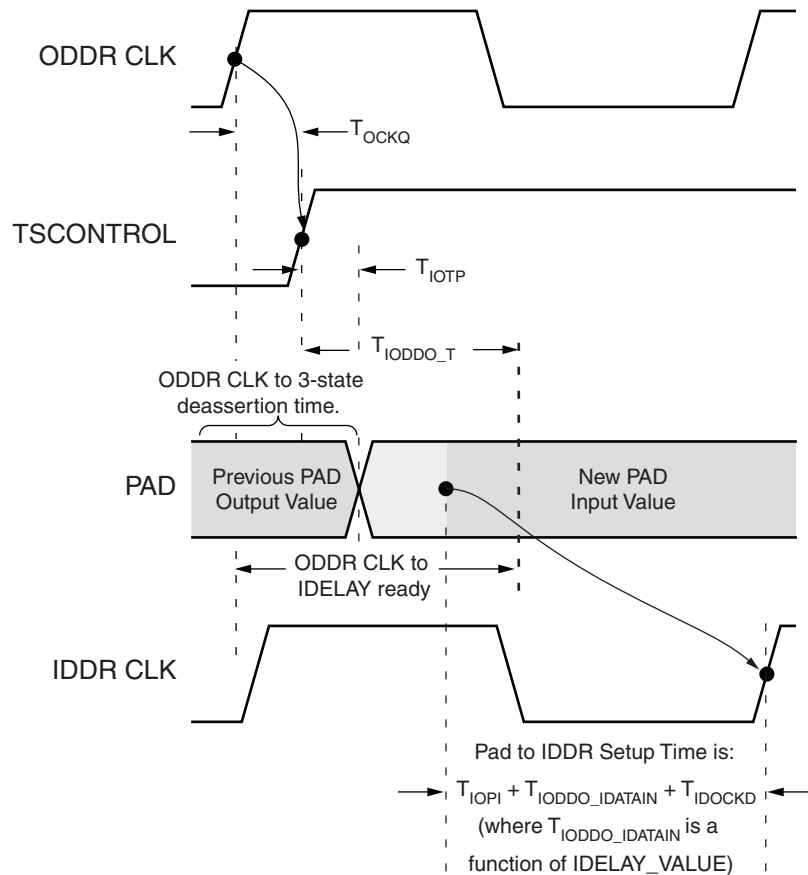 ODDR CLK
T_OCKQ
TSCONTROL
T_IOTP
T_IODDO_T
ODDR CLK to 3-state
deassertion time.
PAD
Previous PAD
Output Value
New PAD
Input Value
ODDR CLK to
IDELAY ready
IDDR CLK
Pad to IDDR Setup Time is:
T_IOPI + T_IODDO_IDATAIN + T_IDOCKD
(where T_IODDO_IDATAIN is a
function of IDELAY_VALUE)